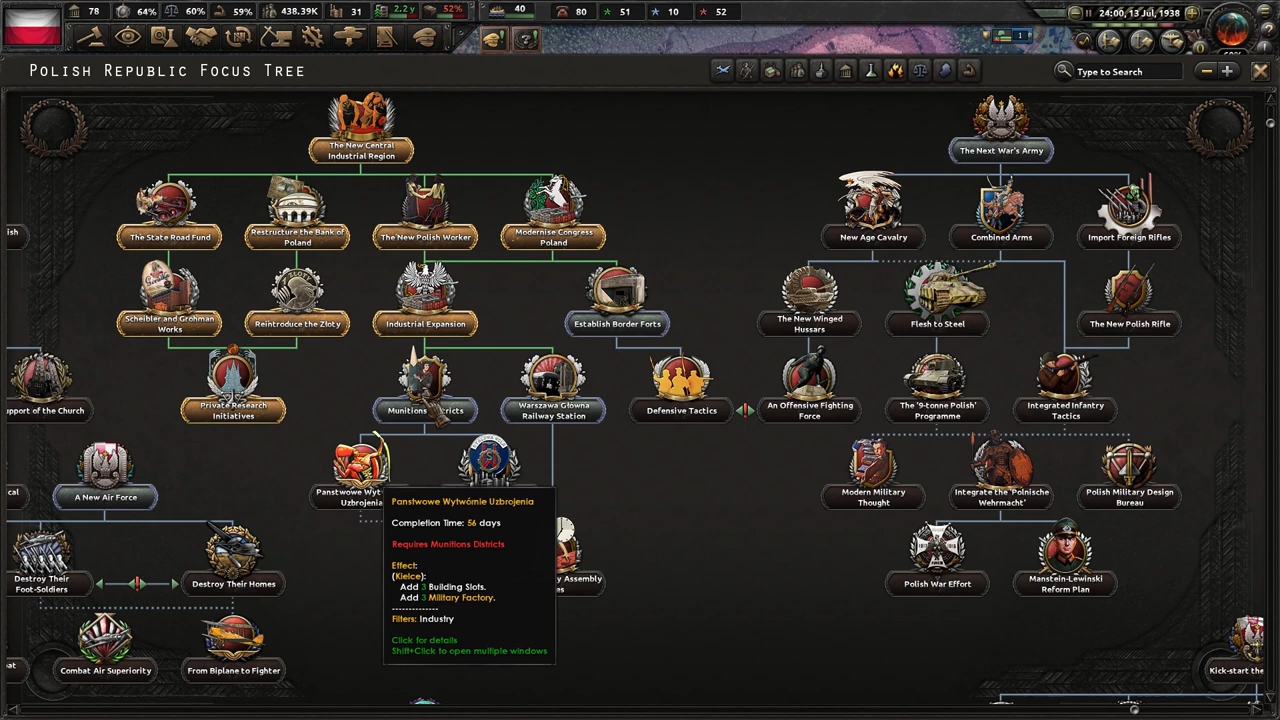 78 64% 60% 59% 438.39K 31 2.2 y 52% 40 80 51 10 52
24:00, 13 Jul, 1938
1
Polish Republic Focus Tree
Type to Search
The New Central
Industrial Region
The Next War's Army
The State Road Fund
Restructure the Bank of
Poland
The New Polish Worker
Modernise Congress
Poland
New Age Cavalry
Combined Arms
Import Foreign Rifles
Scheibler and Grohman
Works
Reintroduce the Zloty
Industrial Expansion
Establish Border Forts
The New Winged
Hussars
Flesh to Steel
The New Polish Rifle
upport of the Church
Private Research
Initiatives
Munitions
Warszawa Główna
Railway Station
Defensive Tactics
An Offensive Fighting
Force
The '9-tonne Polish'
Programme
Integrated Infantry
Tactics
A New Air Force
Modern Military
Thought
Integrate the 'Polnische
Wehrmacht'
Polish Military Design
Bureau
Panstwowe Wytwórnie Uzbrojenia
Completion Time: 56 days
Requires Munitions Districts
Effect:
(Kielce):
Add 3 Building Slots.
Add 3 Military Factory.
--------------
Filters: Industry
Click for details
Shift+Click to open multiple windows
Destroy Their
Foot-Soldiers
Destroy Their Homes
y Assembly
Polish War Effort
Manstein-Lewinski
Reform Plan
Combat Air Superiority
From Biplane to Fighter
Kick-start the